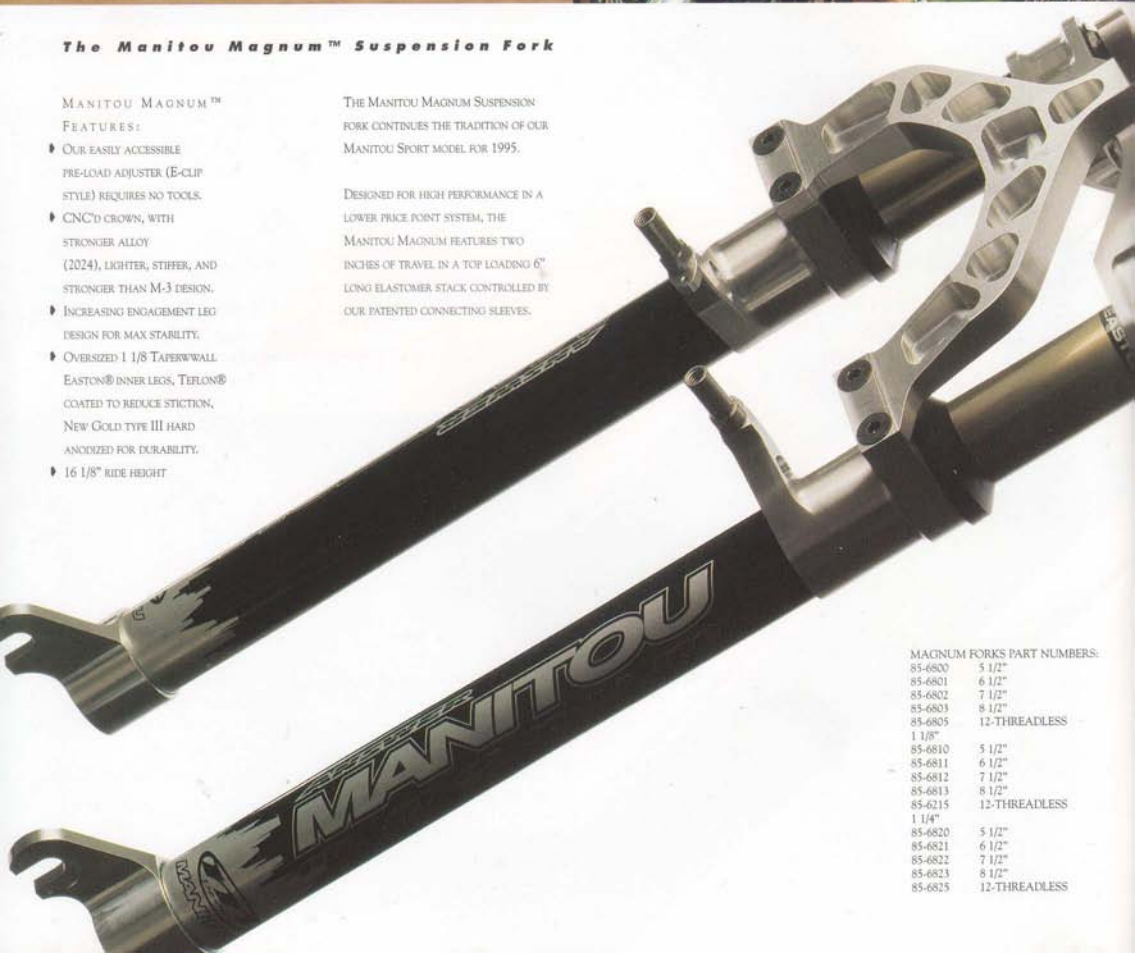 The Manitou Magnum™ Suspension Fork
MANITOU MAGNUM™
FEATURES:
OUR EASILY ACCESSIBLE
PRE-LOAD ADJUSTER (E-CLIP
STYLE) REQUIRES NO TOOLS.
CNC'D CROWN, WITH
STRONGER ALLOY
(2024), LIGHTER, STIFFER, AND
STRONGER THAN M-3 DESIGN.
INCREASING ENGAGEMENT LEG
DESIGN FOR MAX STABILITY.
OVERSIZED 1 1/8 TAPERWWALL
EASTON® INNER LEGS, TEFLON®
COATED TO REDUCE STICTION,
NEW GOLD TYPE III HARD
ANODIZED FOR DURABILITY.
16 1/8" RIDE HEIGHT
THE MANITOU MAGNUM SUSPENSION
FORK CONTINUES THE TRADITION OF OUR
MANITOU SPORT MODEL FOR 1995.
DESIGNED FOR HIGH PERFORMANCE IN A
LOWER PRICE POINT SYSTEM, THE
MANITOU MAGNUM FEATURES TWO
INCHES OF TRAVEL IN A TOP LOADING 6"
LONG ELASTOMER STACK CONTROLLED BY
OUR PATENTED CONNECTING SLEEVES.
EASTO
ANSWER
ANSWER
MANITOU
MANIT
MAGNUM FORKS PART NUMBERS:
85-6800 5 1/2"
85-6801 6 1/2"
85-6802 7 1/2"
85-6803 8 1/2"
85-6805 12-THREADLESS
1 1/8"
85-6810 5 1/2"
85-6811 6 1/2"
85-6812 7 1/2"
85-6813 8 1/2"
85-6215 12-THREADLESS
1 1/4"
85-6820 5 1/2"
85-6821 6 1/2"
85-6822 7 1/2"
85-6823 8 1/2"
85-6825 12-THREADLESS